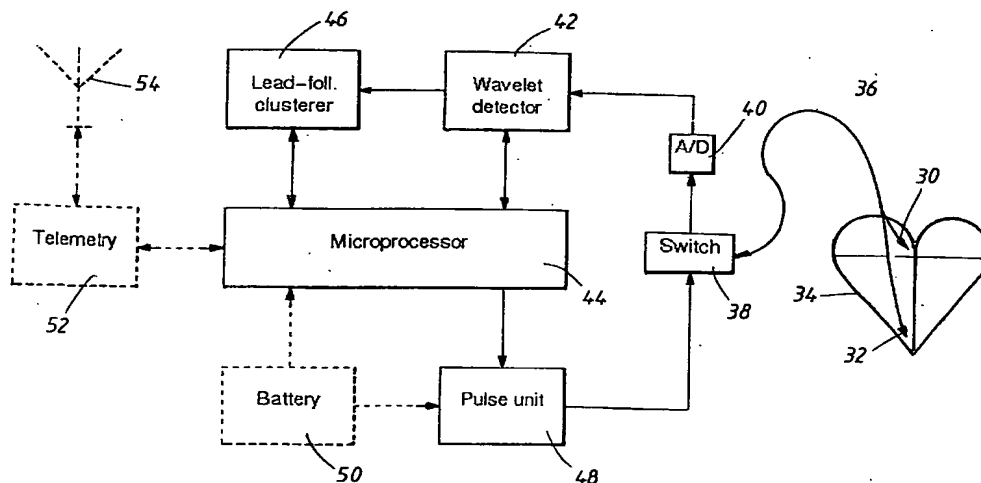 46
42
54
Lead-foll.
clusterer
Wavelet
detector
36
40
A/D
30
Telemetry
Microprocessor
Switch
52
44
38
34
32
Battery
Pulse unit
50
48